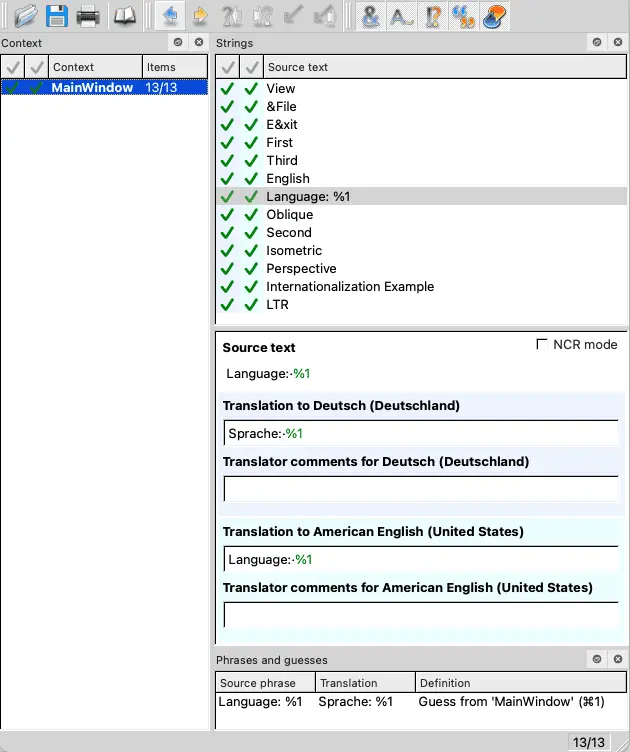 Context
Context Items
MainWindow 13/13
Strings
Source text
View
&File
E&xit
First
Third
English
Language: %1
Oblique
Second
Isometric
Perspective
Internationalization Example
LTR
Source text
NCR mode
Language:·%1
Translation to Deutsch (Deutschland)
Sprache:·%1
Translator comments for Deutsch (Deutschland)
Translation to American English (United States)
Language:·%1
Translator comments for American English (United States)
Phrases and guesses
Source phrase Translation Definition
Language: %1 Sprache: %1 Guess from 'MainWindow' (⌘1)
13/13